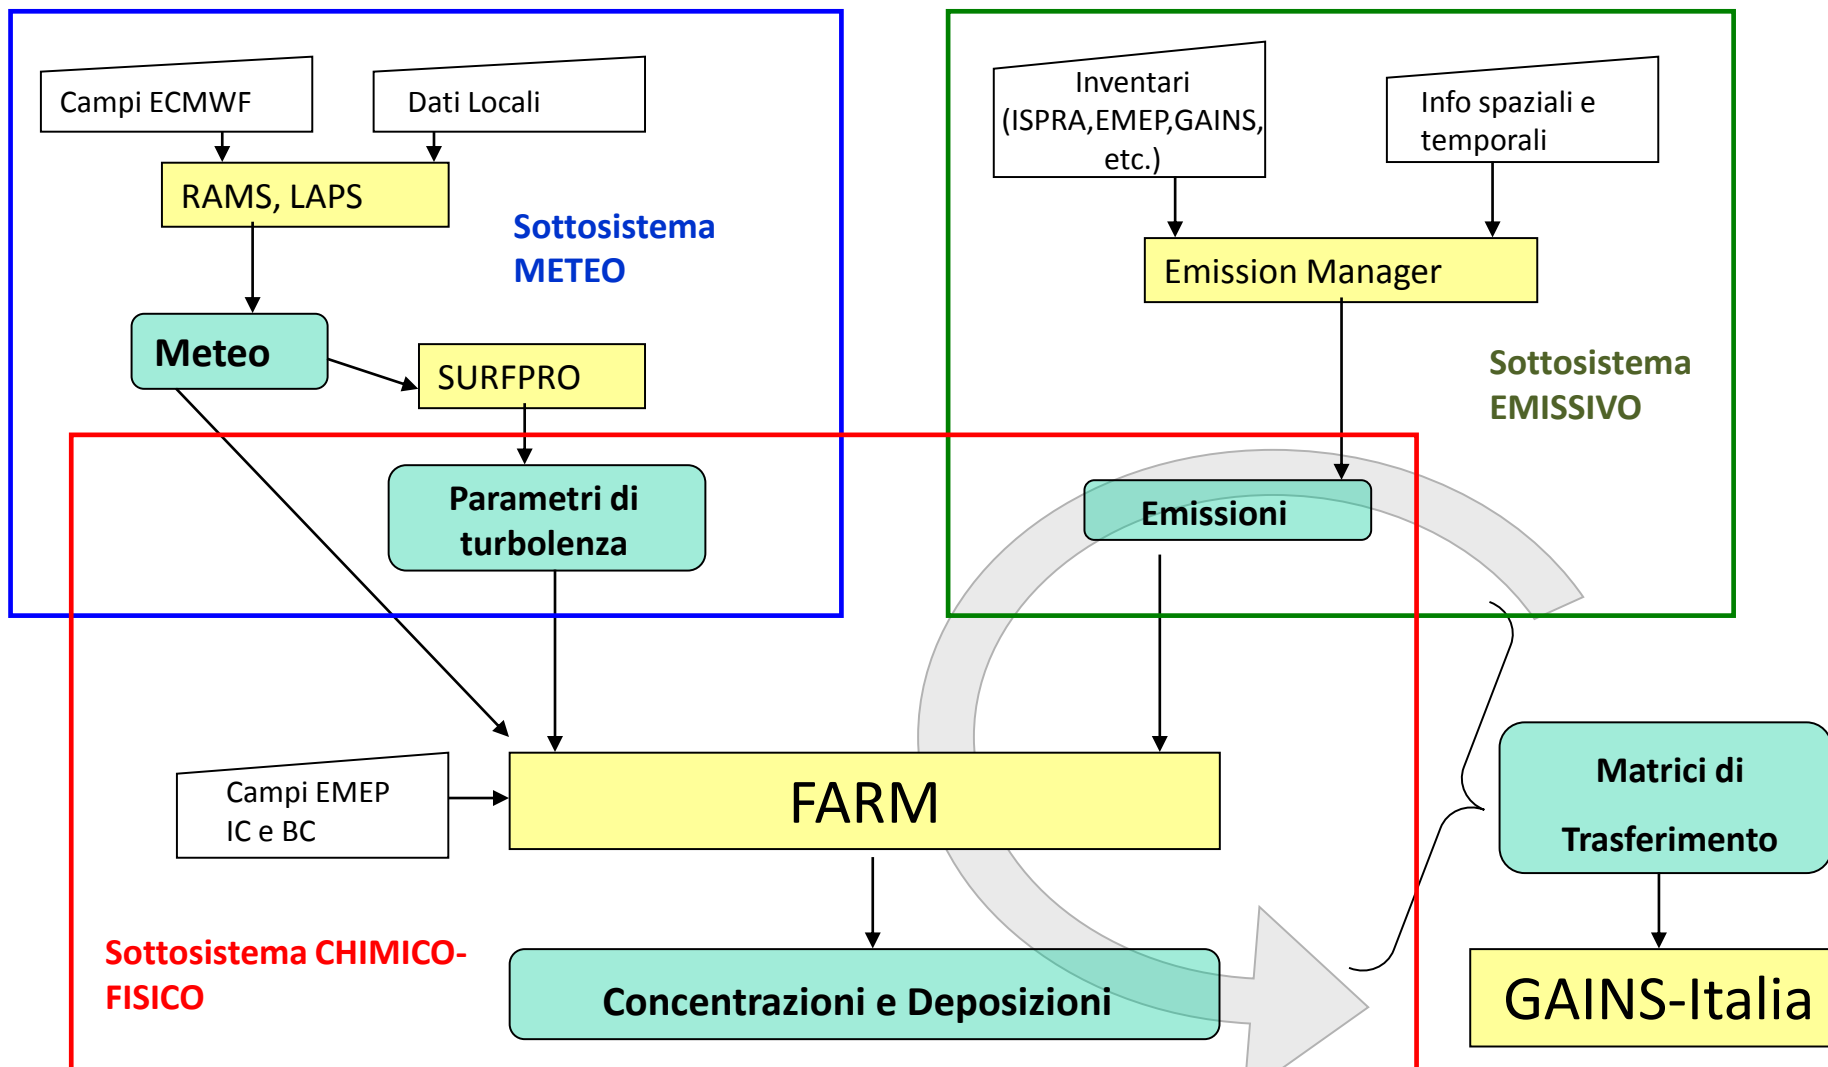 Campi ECMWF
Dati Locali
RAMS, LAPS
Sottosistema
METEO
Meteo
SURFPRO
Parametri di
turbolenza
Inventari
(ISPRA,EMEP,GAINS,
etc.)
Info spaziali e
temporali
Emission Manager
Sottosistema
EMISSIVO
Emissioni
Campi EMEP
IC e BC
FARM
Sottosistema CHIMICO-
FISICO
Concentrazioni e Deposizioni
Matrici di
Trasferimento
GAINS-Italia